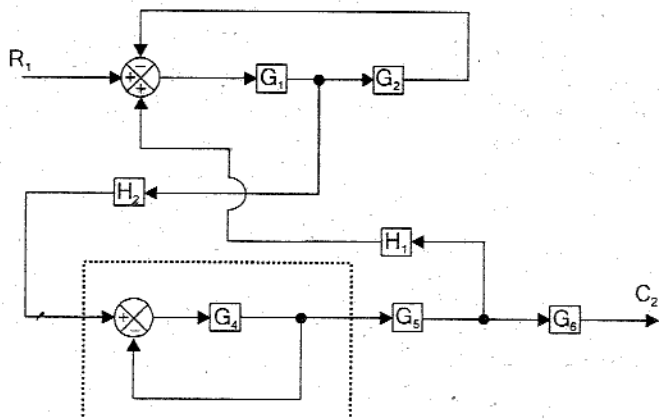 R₁
G₁
G₂
H₂
H₁
G₄
G₅
G₆
C₂